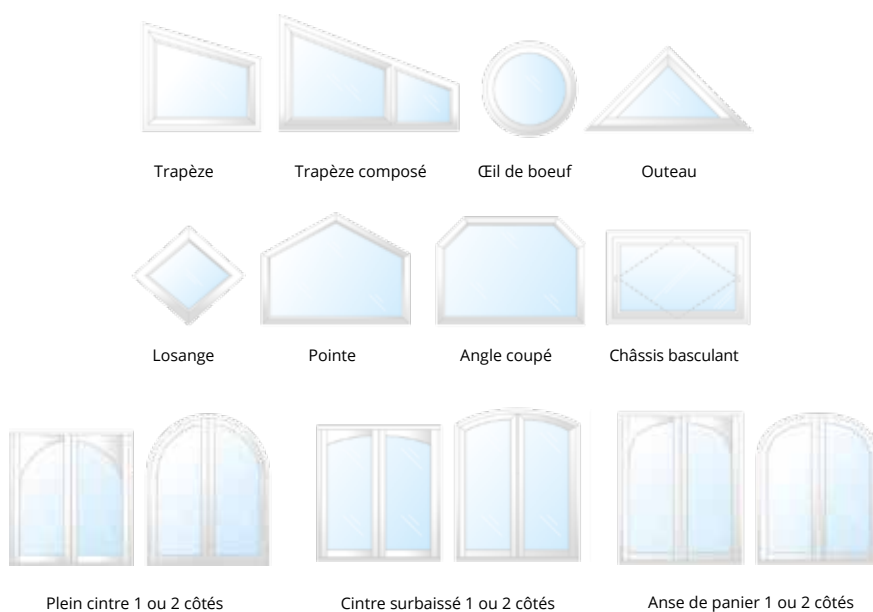 Trapèze
Trapèze composé
Œil de boeuf
Outeau
Losange
Pointe
Angle coupé
Châssis basculant
Plein cintre 1 ou 2 côtés
Cintre surbaissé 1 ou 2 côtés
Anse de panier 1 ou 2 côtés